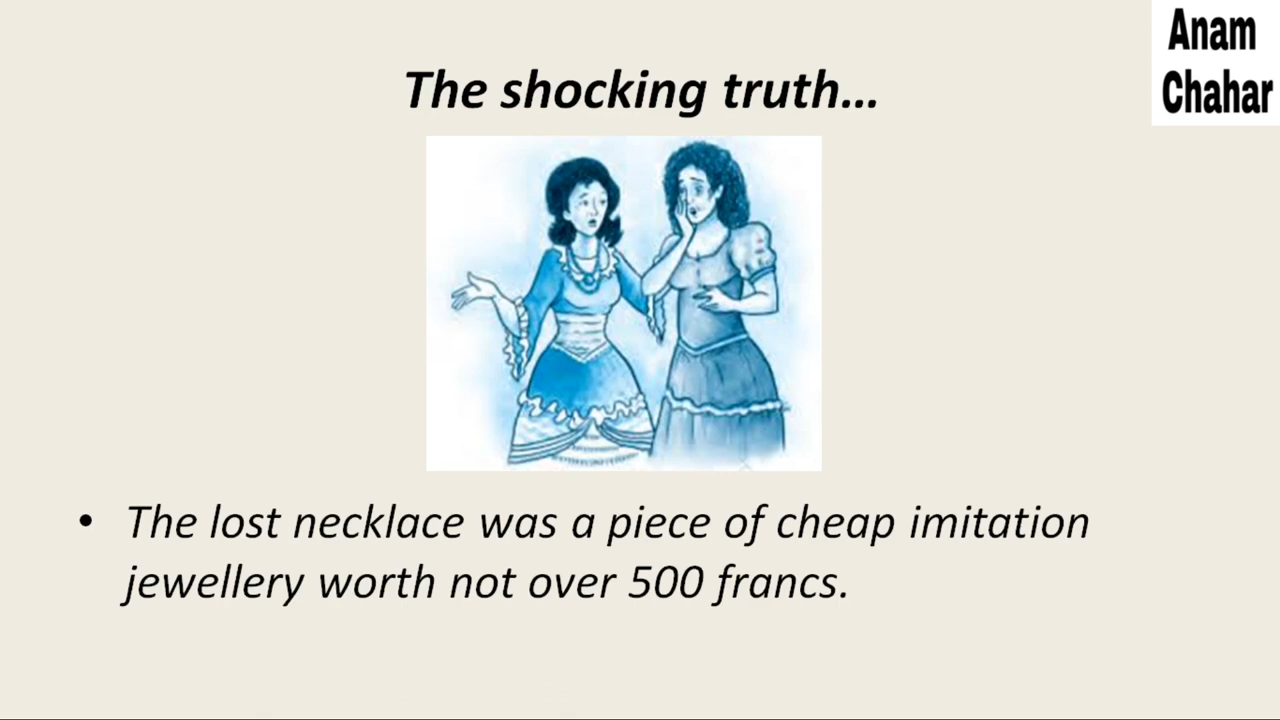 Anam
Chahar
The shocking truth...
• The lost necklace was a piece of cheap imitation
jewellery worth not over 500 francs.